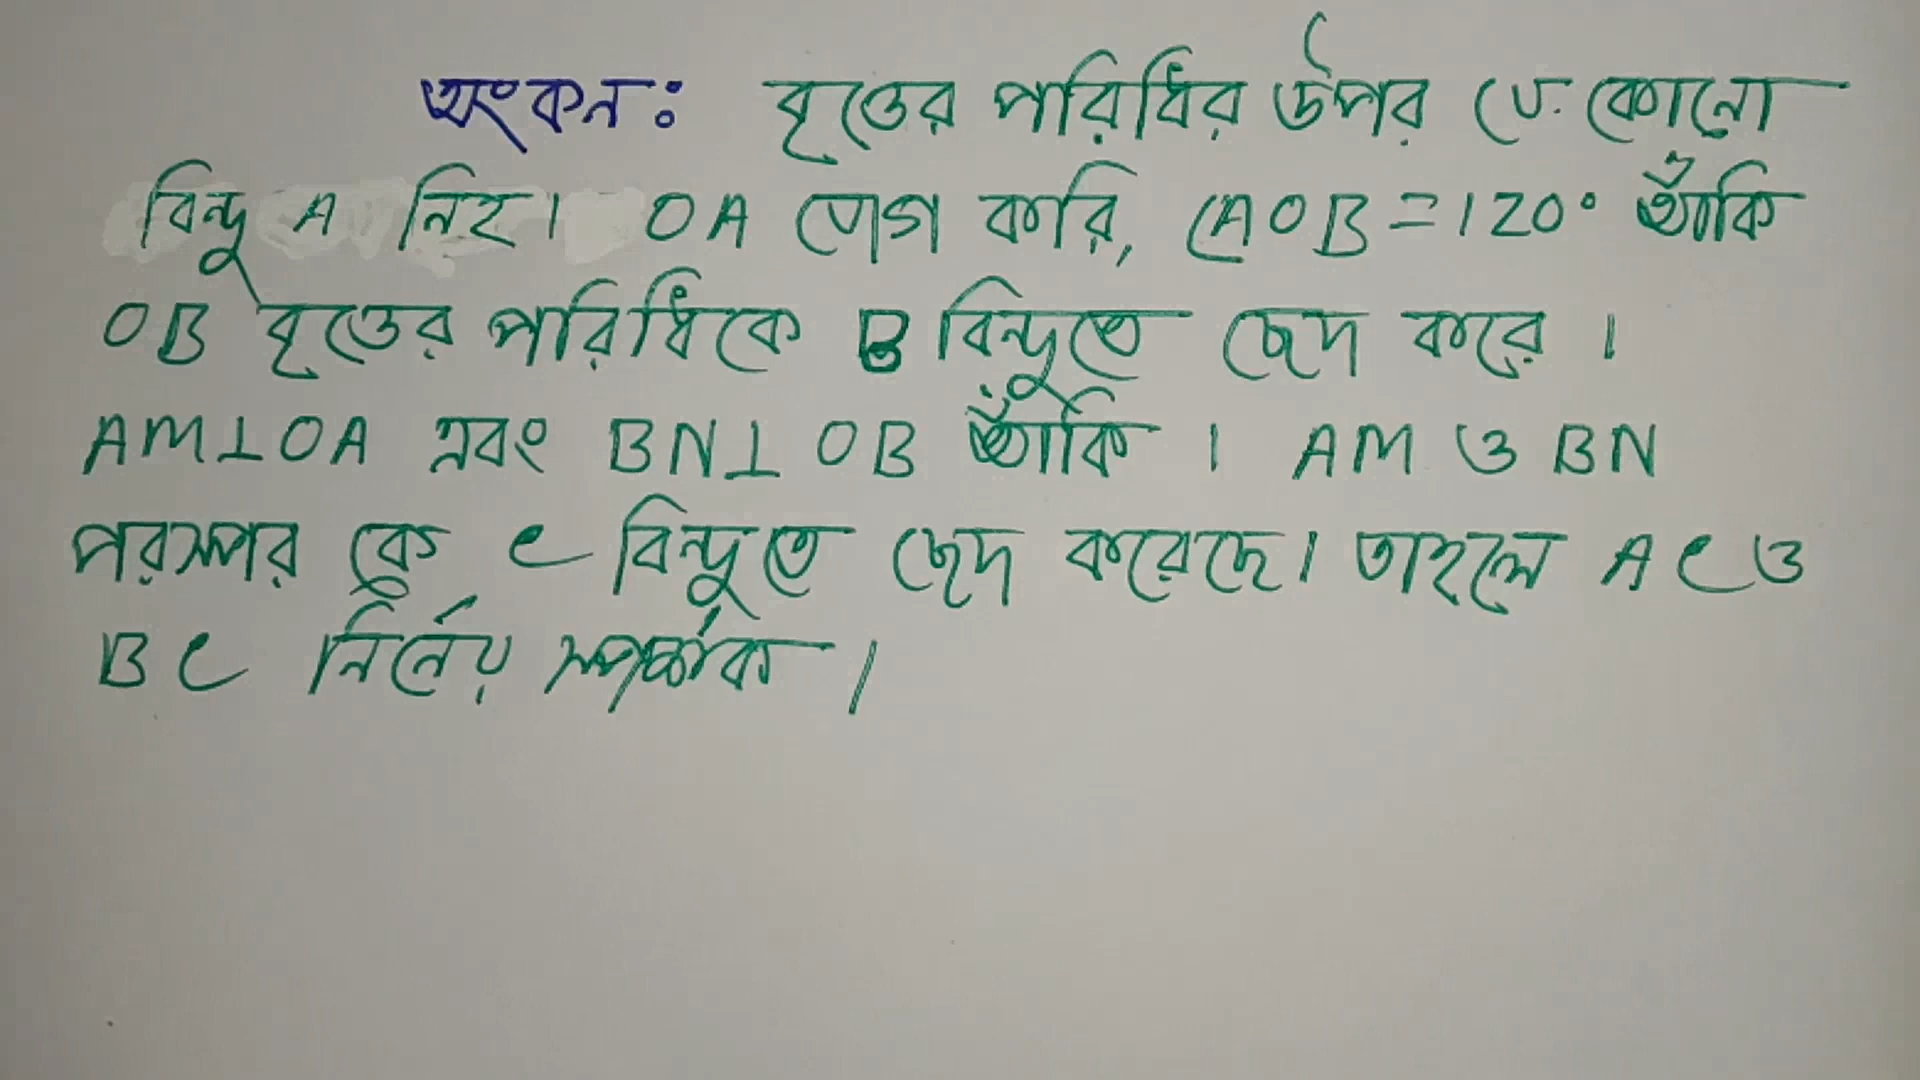 অংকন: বৃত্তের পরিধির উপর যে কোনো
বিন্দু A নিই। OA যোগ করি, ∠AOB = 120° আঁকি
OB বৃত্তের পরিধিকে B বিন্দুতে ছেদ করে ।
AM⊥OA এবং BN⊥OB আঁকি । AM ও BN
পরস্পর কে C বিন্দুতে ছেদ করেছে। তাহলে AC ও
BC নির্নেয় স্পর্শক ।